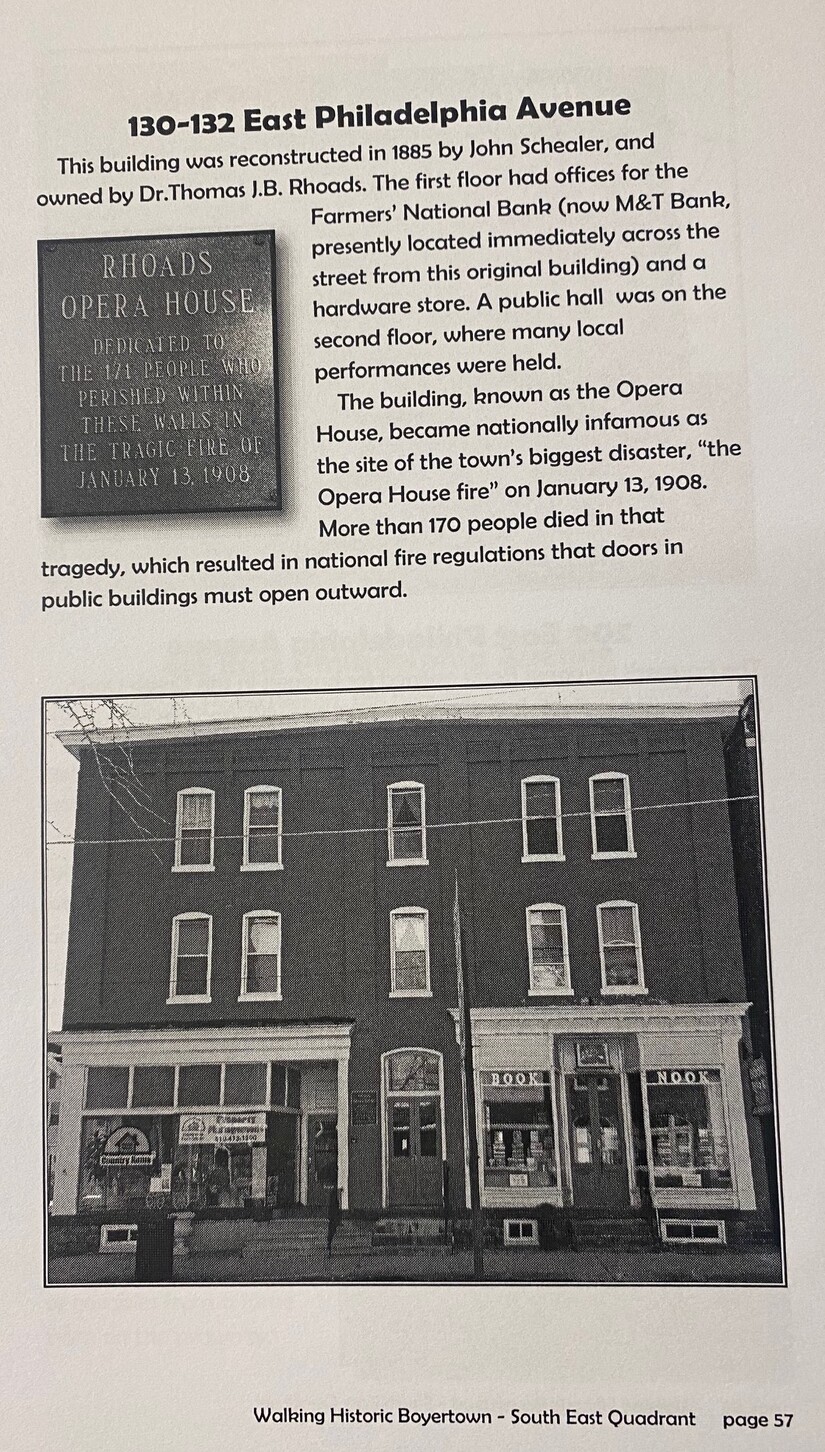 130-132 East Philadelphia Avenue
This building was reconstructed in 1885 by John Schealer, and
owned by Dr.Thomas J.B. Rhoads. The first floor had offices for the
Farmers' National Bank (now M&T Bank,
presently located immediately across the
street from this original building) and a
hardware store. A public hall was on the
second floor, where many local
performances were held.
The building, known as the Opera
House, became nationally infamous as
the site of the town's biggest disaster, “the
Opera House fire” on January 13, 1908.
More than 170 people died in that
tragedy, which resulted in national fire regulations that doors in
public buildings must open outward.
RHOADS
OPERA HOUSE
DEDICATED TO
THE 171 PEOPLE WHO
PERISHED WITHIN
THESE WALLS IN
THE TRAGIC FIRE OF
JANUARY 13, 1908
BOOK NOOK
Country Home
Property
Management
Walking Historic Boyertown - South East Quadrant page 57